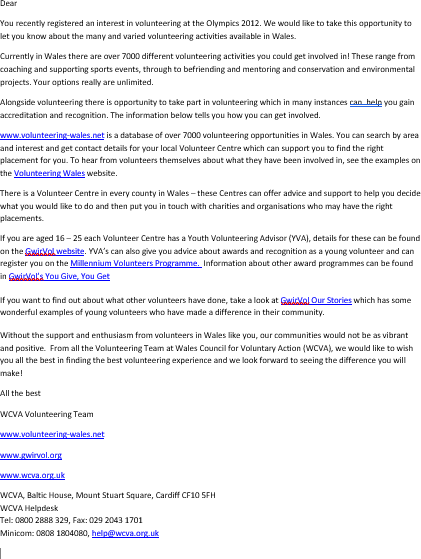 Dear
You recently registered an interest in volunteering at the Olympics 2012. We would like to take this opportunity to
let you know about the many and varied volunteering activities available in Wales.
Currently in Wales there are over 7000 different volunteering activities you could get involved in! These range from
coaching and supporting sports events, through to befriending and mentoring and conservation and environmental
projects. Your options really are unlimited.
Alongside volunteering there is opportunity to take part in volunteering which in many instances can help you gain
accreditation and recognition. The information below tells you how you can get involved.
www.volunteering-wales.net is a database of over 7000 volunteering opportunities in Wales. You can search by area
and interest and get contact details for your local Volunteer Centre which can support you to find the right
placement for you. To hear from volunteers themselves about what they have been involved in, see the examples on
the Volunteering Wales website.
There is a Volunteer Centre in every county in Wales – these Centres can offer advice and support to help you decide
what you would like to do and then put you in touch with charities and organisations who may have the right
placements.
If you are aged 16 – 25 each Volunteer Centre has a Youth Volunteering Advisor (YVA), details for these can be found
on the GwirVol website. YVA's can also give you advice about awards and recognition as a young volunteer and can
register you on the Millennium Volunteers Programme. Information about other award programmes can be found
in GwirVol's You Give, You Get
If you want to find out about what other volunteers have done, take a look at GwirVol Our Stories which has some
wonderful examples of young volunteers who have made a difference in their community.
Without the support and enthusiasm from volunteers in Wales like you, our communities would not be as vibrant
and positive. From all the Volunteering Team at Wales Council for Voluntary Action (WCVA), we would like to wish
you all the best in finding the best volunteering experience and we look forward to seeing the difference you will
make!
All the best
WCVA Volunteering Team
www.volunteering-wales.net
www.gwirvol.org
www.wcva.org.uk
WCVA, Baltic House, Mount Stuart Square, Cardiff CF10 5FH
WCVA Helpdesk
Tel: 0800 2888 329, Fax: 029 2043 1701
Minicom: 0808 1804080, help@wcva.org.uk